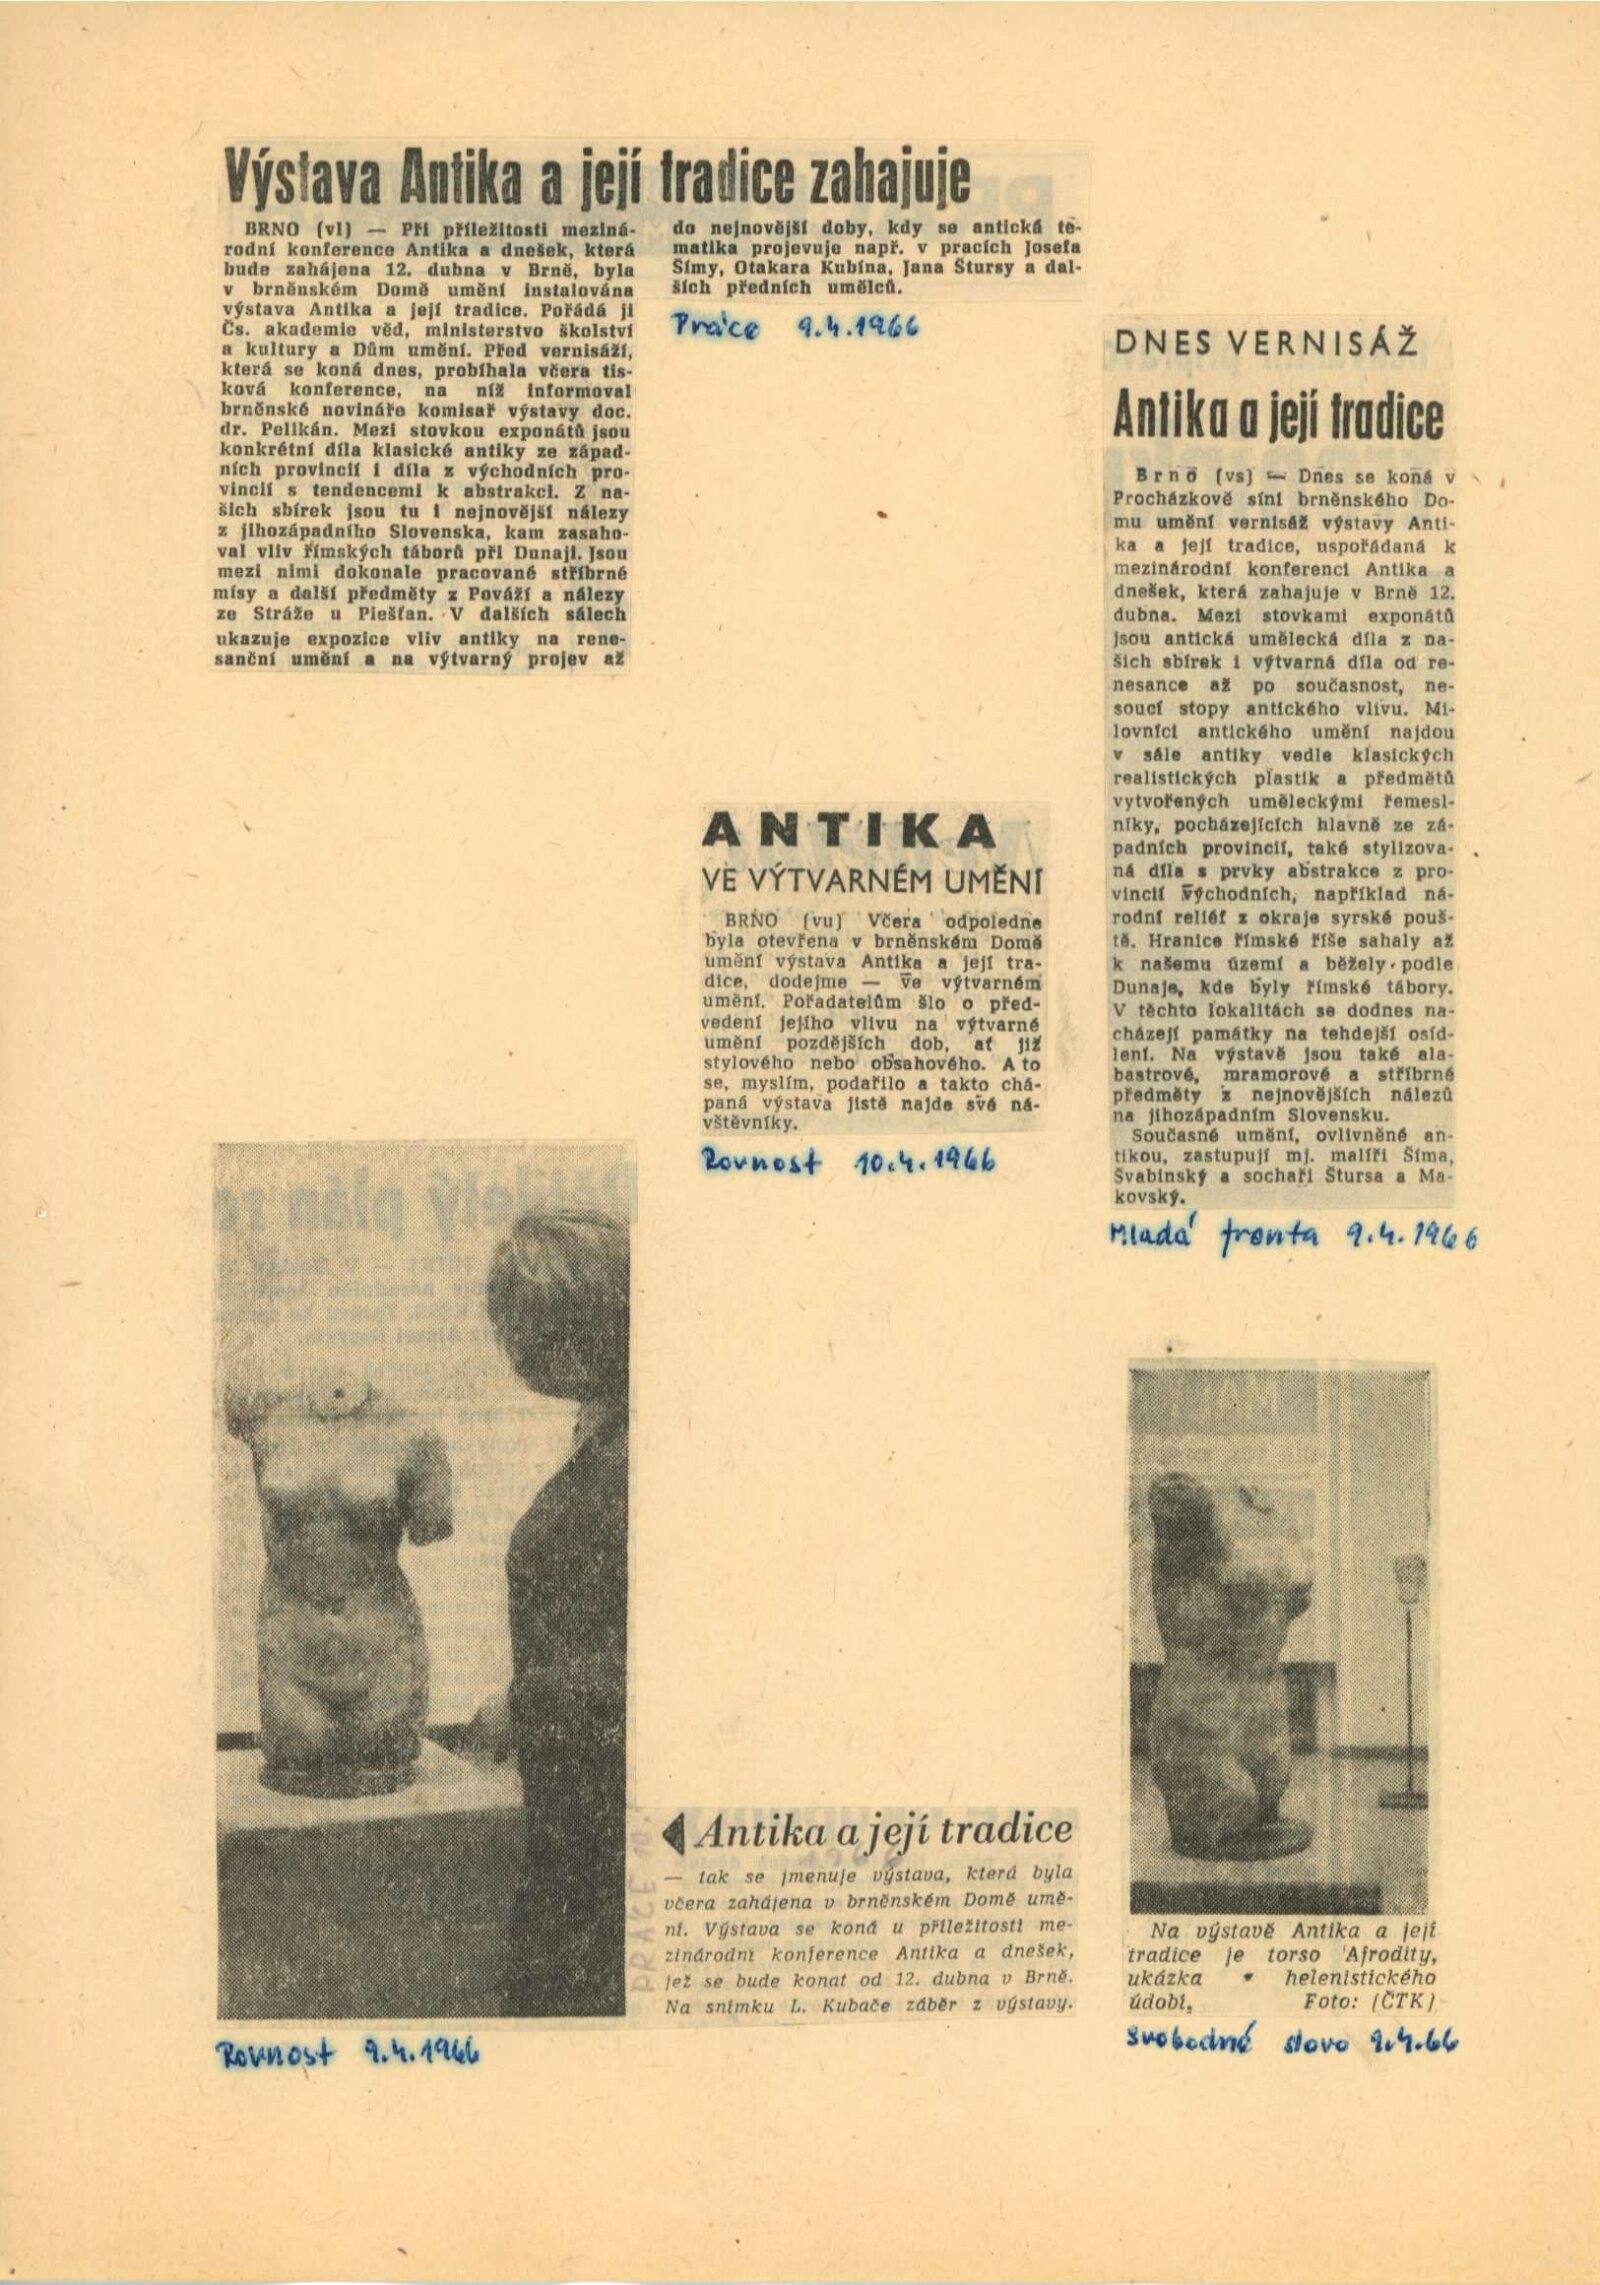 Výstava Antika a její tradice zahajuje
BRNO (vl) — Při příležitosti meziná-
rodní konference Antika a dnešek, která
bude zahájena 12. dubna v Brně, byla
v brněnském Domě umění instalována
výstava Antika a její tradice. Pořádá ji
Čs. akademie věd, ministerstvo školství
a kultury a Dům umění. Před vernisáží,
která se koná dnes, probíhala včera tis-
ková konference, na níž informoval
brněnské novináře komisař výstavy doc.
dr. Pelikán. Mezi stovkou exponátů jsou
konkrétní díla klasické antiky ze západ-
ních provincií i díla z východních pro-
vincií s tendencemi k abstrakci. Z na-
šich sbírek jsou tu i nejnovější nálezy
z jihozápadního Slovenska, kam zasaho-
val vliv římských táborů při Dunaji. Jsou
mezi nimi dokonale pracované stříbrné
mísy a další předměty z Pováží a nálezy
ze Stráže u Piešťan. V dalších sálech
ukazuje expozice vliv antiky na rene-
sanční umění a na výtvarný projev až
do nejnovější doby, kdy se antická te-
matika projevuje např. v pracích Josefa
Šímy, Otakara Kubína, Jana Štursy a dal-
ších předních umělců.
Práce 9.4.1966
DNES VERNISÁŽ
Antika a její tradice
Brno (vs) — Dnes se koná v
Procházkově síni brněnského Do-
mu umění vernisáž výstavy Anti-
ka a její tradice, uspořádaná k
mezinárodní konferenci Antika a
dnešek, která zahajuje v Brně 12.
dubna. Mezi stovkami exponátů
jsou antická umělecká díla z na-
šich sbírek i výtvarná díla od re-
nesance až po současnost, ne-
soucí stopy antického vlivu. Mi-
lovníci antického umění najdou
v sále antiky vedle klasických
realistických plastik a předmětů
vytvořených uměleckými řemesl-
níky, pocházejících hlavně ze zá-
padních provincií, také stylizova-
ná díla s prvky abstrakce z pro-
vincií východních, například ná-
rodní reliéf z okraje syrské pouš-
tě. Hranice římské říše sahaly až
k našemu území a běžely podle
Dunaje, kde byly římské tábory.
V těchto lokalitách se dodnes na-
cházejí památky na tehdejší osíd-
lení. Na výstavě jsou také ala-
bastrové, mramorové a stříbrné
předměty z nejnovějších nálezů
na jihozápadním Slovensku.
Současné umění, ovlivněné an-
tikou, zastupují mj. malíři Šíma,
Švabinský a sochaři Štursa a Ma-
kovský.
Mladá fronta 9.4.1966
ANTIKA
VE VÝTVARNÉM UMĚNÍ
BRNO (vu) Včera odpoledne
byla otevřena v brněnském Domě
umění výstava Antika a její tra-
dice, dodejme — ve výtvarném
umění. Pořadatelům šlo o před-
vedení jejího vlivu na výtvarné
umění pozdějších dob, ať již
stylového nebo obsahového. A to
se, myslím, podařilo a takto chá-
paná výstava jistě najde své ná-
vštěvníky.
Rovnost 10.4.1966
Antika a její tradice
— tak se jmenuje výstava, která byla
včera zahájena v brněnském Domě umě-
ní. Výstava se koná u příležitosti me-
zinárodní konference Antika a dnešek,
jež se bude konat od 12. dubna v Brně.
Na snímku L. Kubače záběr z výstavy.
Rovnost 9.4.1966
Na výstavě Antika a její
tradice je torso Afrodity,
ukázka helenistického
údobí. Foto: (ČTK)
Svobodné slovo 9.4.66